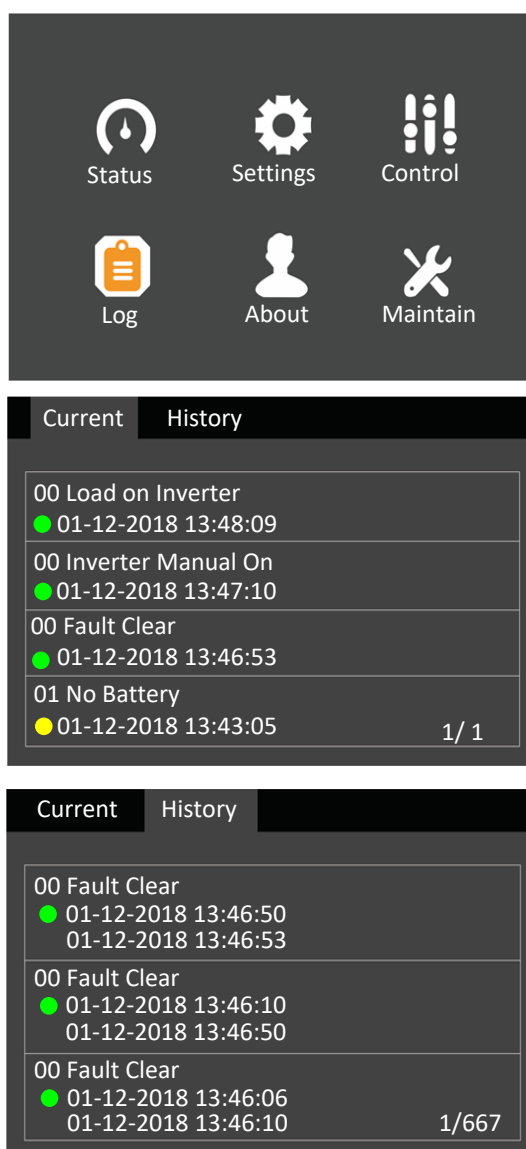 Status Settings Control
Log About Maintain
Current History
00 Load on Inverter
01-12-2018 13:48:09
00 Inverter Manual On
01-12-2018 13:47:10
00 Fault Clear
01-12-2018 13:46:53
01 No Battery
01-12-2018 13:43:05 1/ 1
Current History
00 Fault Clear
01-12-2018 13:46:50
01-12-2018 13:46:53
00 Fault Clear
01-12-2018 13:46:10
01-12-2018 13:46:50
00 Fault Clear
01-12-2018 13:46:06
01-12-2018 13:46:10 1/667